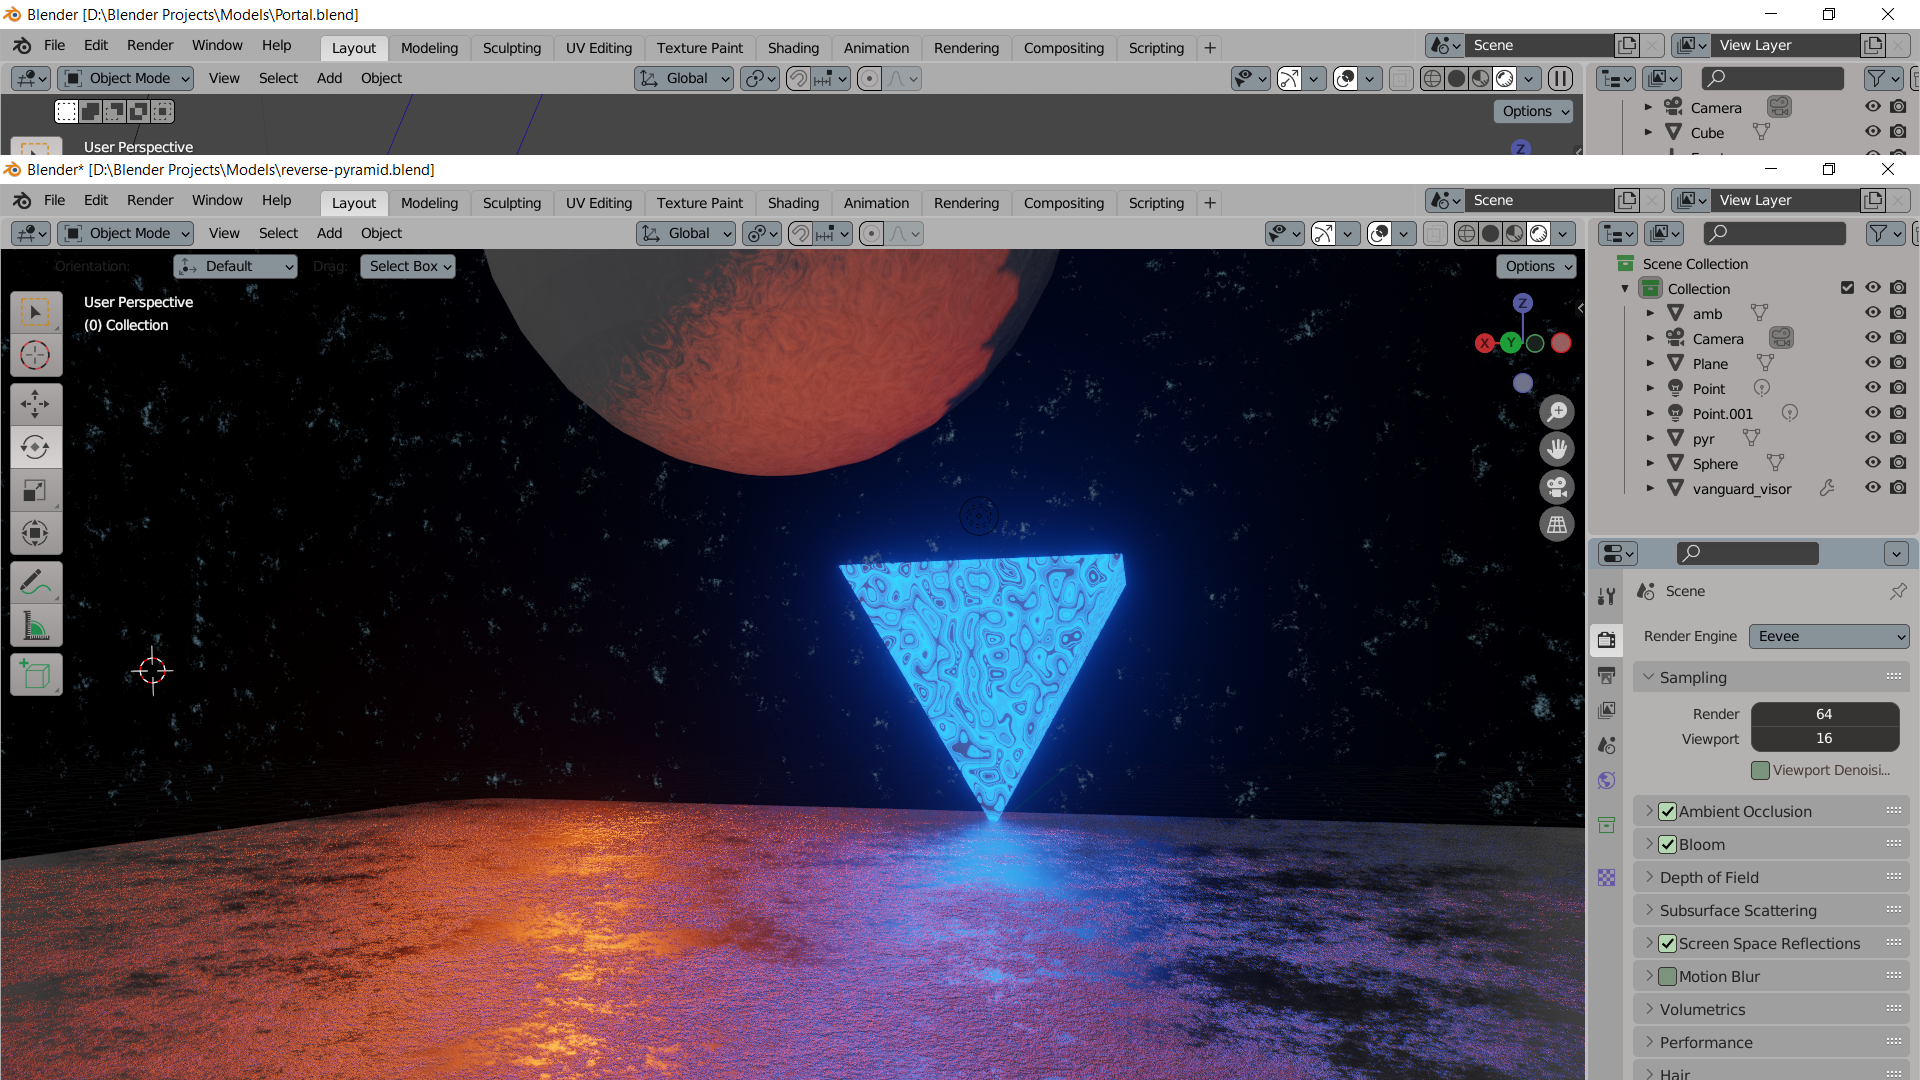 Blender [D:\Blender Projects\Models\Portal.blend]
File Edit Render Window Help Layout Modeling Sculpting UV Editing Texture Paint Shading Animation Rendering Compositing Scripting + Scene View Layer
Object Mode View Select Add Object Global
Options
Camera
Cube
User Perspective
Z
Blender* [D:\Blender Projects\Models\reverse-pyramid.blend]
File Edit Render Window Help Layout Modeling Sculpting UV Editing Texture Paint Shading Animation Rendering Compositing Scripting + Scene View Layer
Object Mode View Select Add Object Global
Orientation: Default Drag: Select Box Options
User Perspective
(0) Collection
Z
X Y
Scene Collection
Collection
amb
Camera
Plane
Point
Point.001
pyr
Sphere
vanguard_visor
Scene
Render Engine Eevee
Sampling
Render 64
Viewport 16
Viewport Denoisi...
Ambient Occlusion
Bloom
Depth of Field
Subsurface Scattering
Screen Space Reflections
Motion Blur
Volumetrics
Performance
Hair